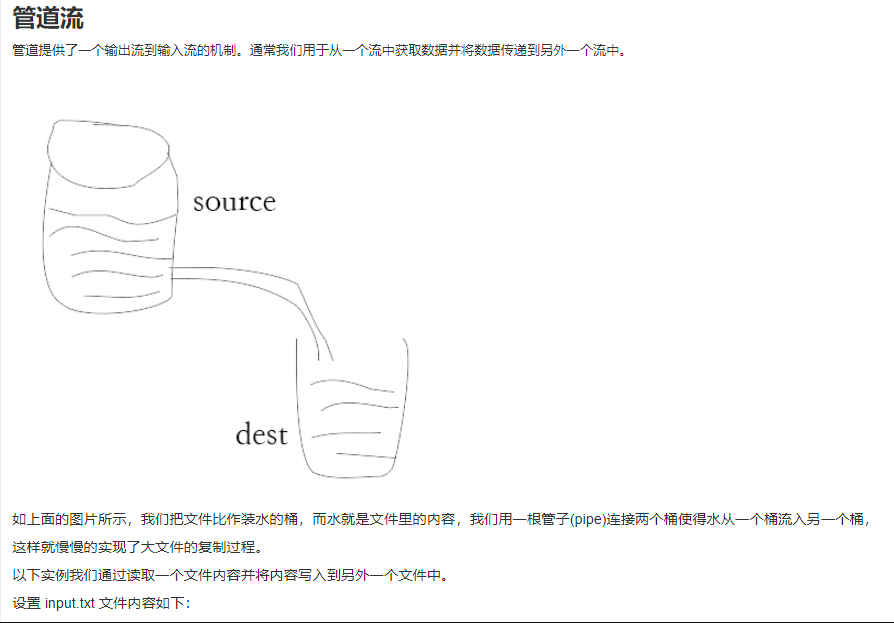 管道流
管道提供了一个输出流到输入流的机制。通常我们用于从一个流中获取数据并将数据传递到另外一个流中。
source
dest
如上面的图片所示，我们把文件比作装水的桶，而水就是文件里的内容，我们用一根管子(pipe)连接两个桶使得水从一个桶流入另一个桶，
这样就慢慢的实现了大文件的复制过程。
以下实例我们通过读取一个文件内容并将内容写入到另外一个文件中。
设置 input.txt 文件内容如下：